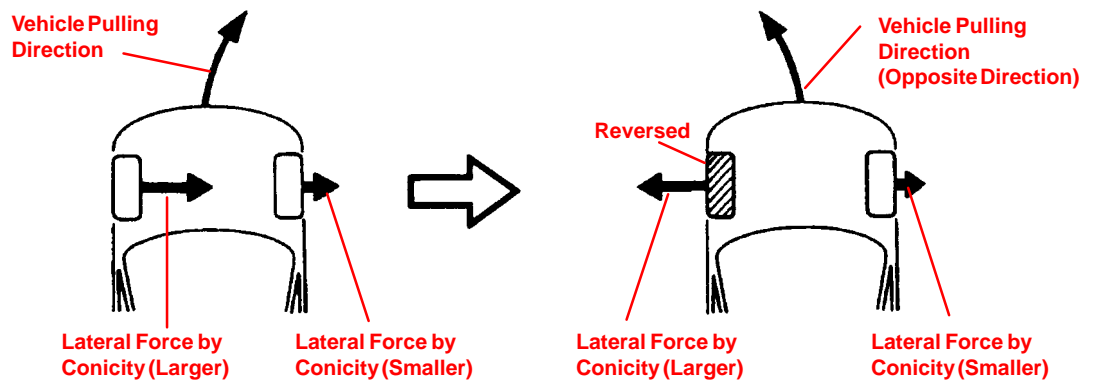 Vehicle Pulling
Direction
Vehicle Pulling
Direction
(Opposite Direction)
Reversed
Lateral Force by
Conicity (Larger)
Lateral Force by
Conicity (Smaller)
Lateral Force by
Conicity (Larger)
Lateral Force by
Conicity (Smaller)